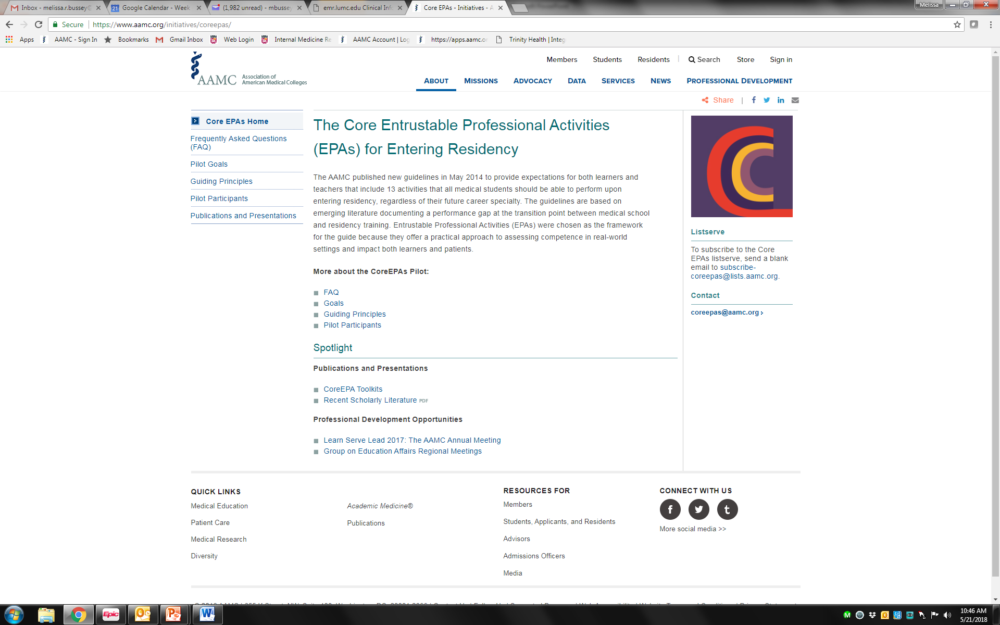 Inbox - melissa.r.bussey@
Google Calendar - Week
(1,982 unread) - mbussey
emr.lumc.edu Clinical Info
Core EPAs - Initiatives - A
Melissa
Secure https://www.aamc.org/initiatives/coreepas/
Apps AAMC - Sign In Bookmarks Gmail Inbox Web Login Internal Medicine Re AAMC Account | Log https://apps.aamc.or Trinity Health | Integ
Members Students Residents Search Store Sign in
AAMC Association of
American Medical Colleges
ABOUT MISSIONS ADVOCACY DATA SERVICES NEWS PROFESSIONAL DEVELOPMENT
Share |
Core EPAs Home
Frequently Asked Questions
(FAQ)
Pilot Goals
Guiding Principles
Pilot Participants
Publications and Presentations
The Core Entrustable Professional Activities
(EPAs) for Entering Residency
The AAMC published new guidelines in May 2014 to provide expectations for both learners and
teachers that include 13 activities that all medical students should be able to perform upon
entering residency, regardless of their future career specialty. The guidelines are based on
emerging literature documenting a performance gap at the transition point between medical school
and residency training. Entrustable Professional Activities (EPAs) were chosen as the framework
for the guide because they offer a practical approach to assessing competence in real-world
settings and impact both learners and patients.
More about the CoreEPAs Pilot:
FAQ
Goals
Guiding Principles
Pilot Participants
Spotlight
Publications and Presentations
CoreEPA Toolkits
Recent Scholarly Literature PDF
Professional Development Opportunities
Learn Serve Lead 2017: The AAMC Annual Meeting
Group on Education Affairs Regional Meetings
Listserve
To subscribe to the Core
EPAs listserve, send a blank
email to subscribe-
coreepas@lists.aamc.org.
Contact
coreepas@aamc.org
QUICK LINKS
Medical Education
Patient Care
Medical Research
Diversity
Academic Medicine®
Publications
RESOURCES FOR
Members
Students, Applicants, and Residents
Advisors
Admissions Officers
Media
CONNECT WITH US
More social media >>
Epic
10:46 AM
5/21/2018